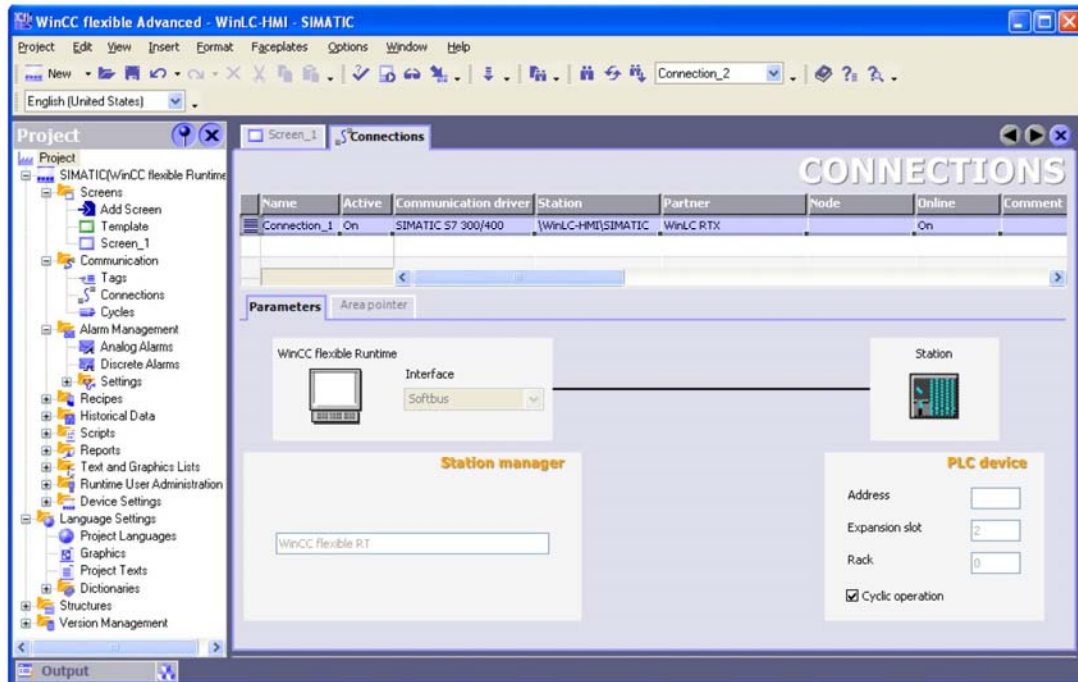 WinCC flexible Advanced - WinLC-HMI - SIMATIC
Project Edit View Insert Format Faceplates Options Window Help
New Connection_2
English (United States)
Project
Screen_1 Connections
Project
SIMATIC(WinCC flexible Runtime
Screens
Add Screen
Template
Screen_1
Communication
Tags
Connections
Cycles
Alarm Management
Analog Alarms
Discrete Alarms
Settings
Recipes
Historical Data
Scripts
Reports
Text and Graphics Lists
Runtime User Administration
Device Settings
Language Settings
Project Languages
Graphics
Project Texts
Dictionaries
Structures
Version Management
CONNECTIONS
Name Active Communication driver Station Partner Node Online Comment
Connection_1 On SIMATIC S7 300/400 \WinLC-HMI\SIMATIC WinLC RTX On
Parameters Area pointer
WinCC flexible Runtime
Interface
Softbus
Station
Station manager
WinCC flexible RT
PLC device
Address
Expansion slot 2
Rack 0
Cyclic operation
Output